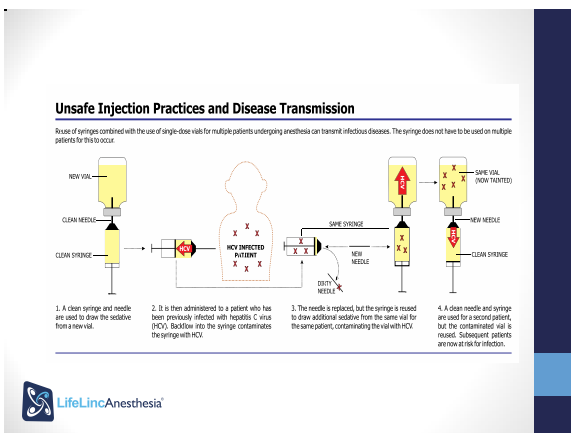 Unsafe Injection Practices and Disease Transmission
Reuse of syringes combined with the use of single-dose vials for multiple patients undergoing anesthesia can transmit infectious diseases. The syringe does not have to be used on multiple
patients for this to occur.
NEW VIAL
CLEAN NEEDLE
CLEAN SYRINGE
HCV
HCV INFECTED
PATIENT
SAME SYRINGE
NEW
NEEDLE
DIRTY
NEEDLE
HCV
SAME VIAL
(NOW TAINTED)
NEW NEEDLE
HCV
CLEAN SYRINGE
1. A clean syringe and needle
are used to draw the sedative
from a new vial.
2. It is then administered to a patient who has
been previously infected with hepatitis C virus
(HCV). Backflow into the syringe contaminates
the syringe with HCV.
3. The needle is replaced, but the syringe is reused
to draw additional sedative from the same vial for
the same patient, contaminating the vial with HCV.
4. A clean needle and syringe
are used for a second patient,
but the contaminated vial is
reused. Subsequent patients
are now at risk for infection.
LifeLincAnesthesia